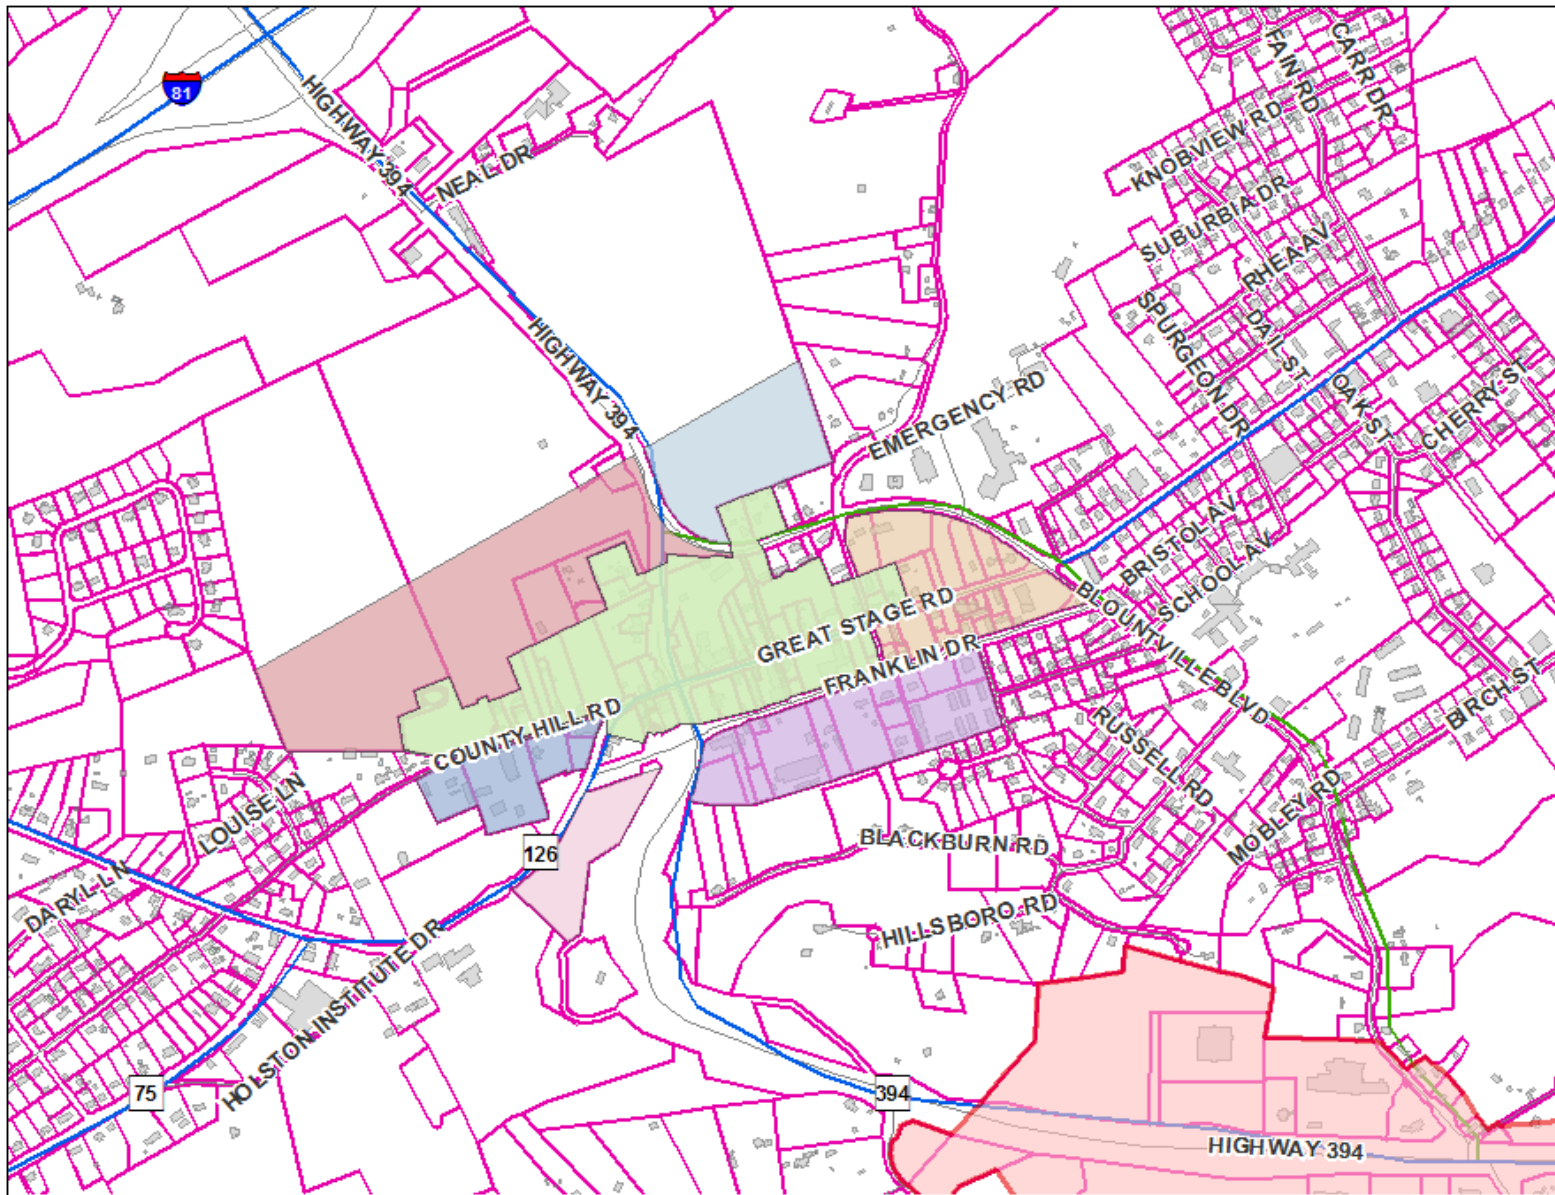 81
HIGHWAY 394
NEAL DR
FAIN RD
CARR DR
KNOBVIEW RD
SUBURBIA DR
RHEA AV
SPURGEON DR
DAIL ST
OAK ST
CHERRY ST
HIGHWAY 394
EMERGENCY RD
BRISTOL AV
SCHOOL AV
GREAT STAGE RD
FRANKLIN DR
BLOUNTVILLE BLVD
COUNTY HILL RD
RUSSELL RD
BIRCH ST
LOUISE LN
MOBLEY RD
126
BLACKBURN RD
DARYL LN
HILLSBORO RD
HOLSTON INSTITUTE DR
75
394
HIGHWAY 394